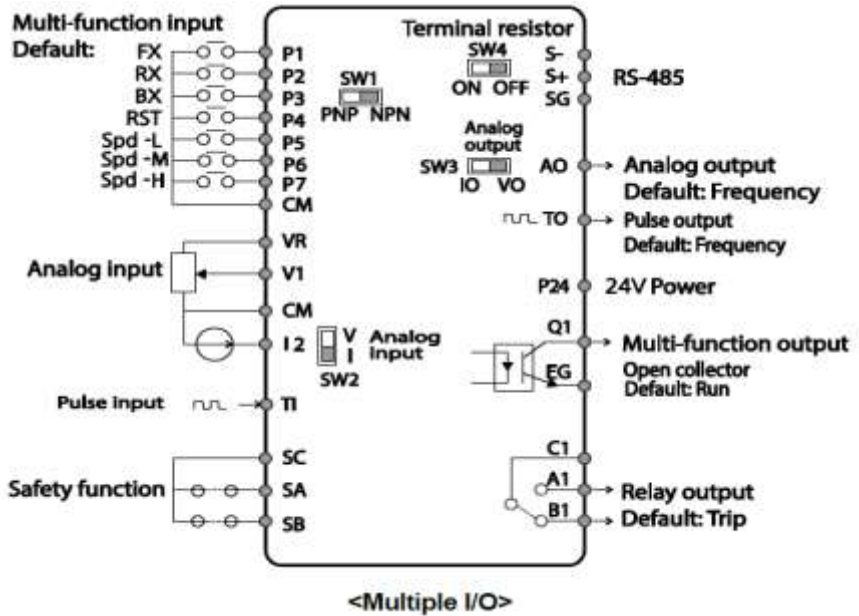 Multi-function input
Default:
FX
P1
RX
P2
BX
P3
RST
P4
Spd -L
P5
Spd -M
P6
Spd -H
P7
CM
SW1
PNP NPN
Terminal resistor
SW4
ON OFF
S-
S+
SG
RS-485
Analog
output
SW3
IO VO
AO
Analog output
Default: Frequency
TO
Pulse output
Default: Frequency
VR
Analog input
V1
CM
I 2
V
I
Analog
Input
SW2
P24
24V Power
Q1
Multi-function output
EG
Open collector
Default: Run
Pulse input
TI
SC
Safety function
SA
SB
C1
A1
Relay output
B1
Default: Trip
<Multiple I/O>